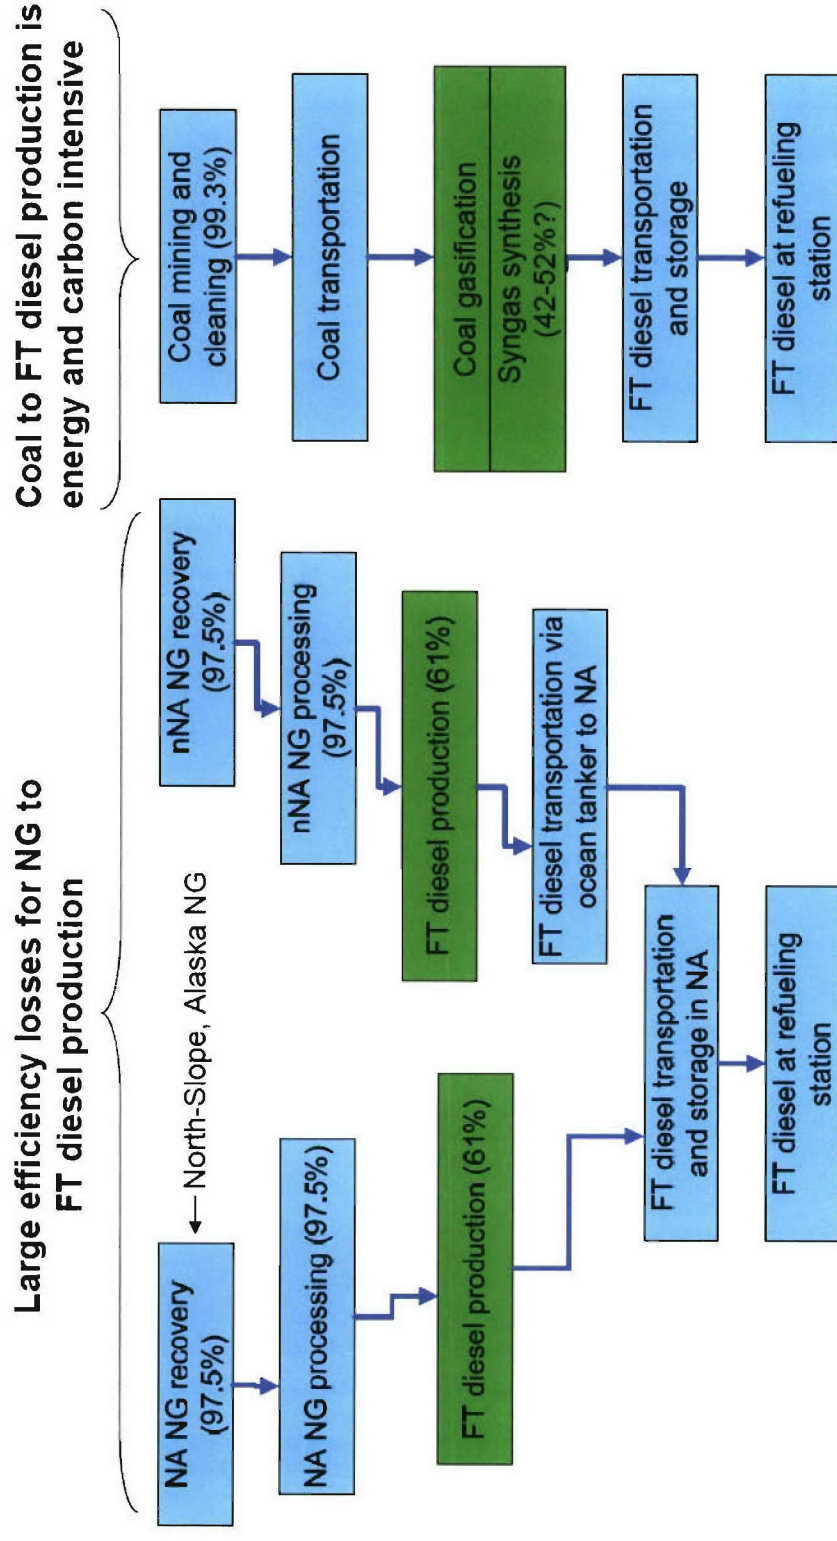 Large efficiency losses for NG to
FT diesel production
NA NG recovery
(97.5%)
North-Slope, Alaska NG
NA NG processing (97.5%)
FT diesel production (61%)
nNA NG recovery
(97.5%)
nNA NG processing
(97.5%)
FT diesel production (61%)
FT diesel transportation via
ocean tanker to NA
FT diesel transportation
and storage in NA
FT diesel at refueling
station
Coal to FT diesel production is
energy and carbon intensive
Coal mining and
cleaning (99.3%)
Coal transportation
Coal gasification
Syngas synthesis
(42-52%?)
FT diesel transportation
and storage
FT diesel at refueling
station